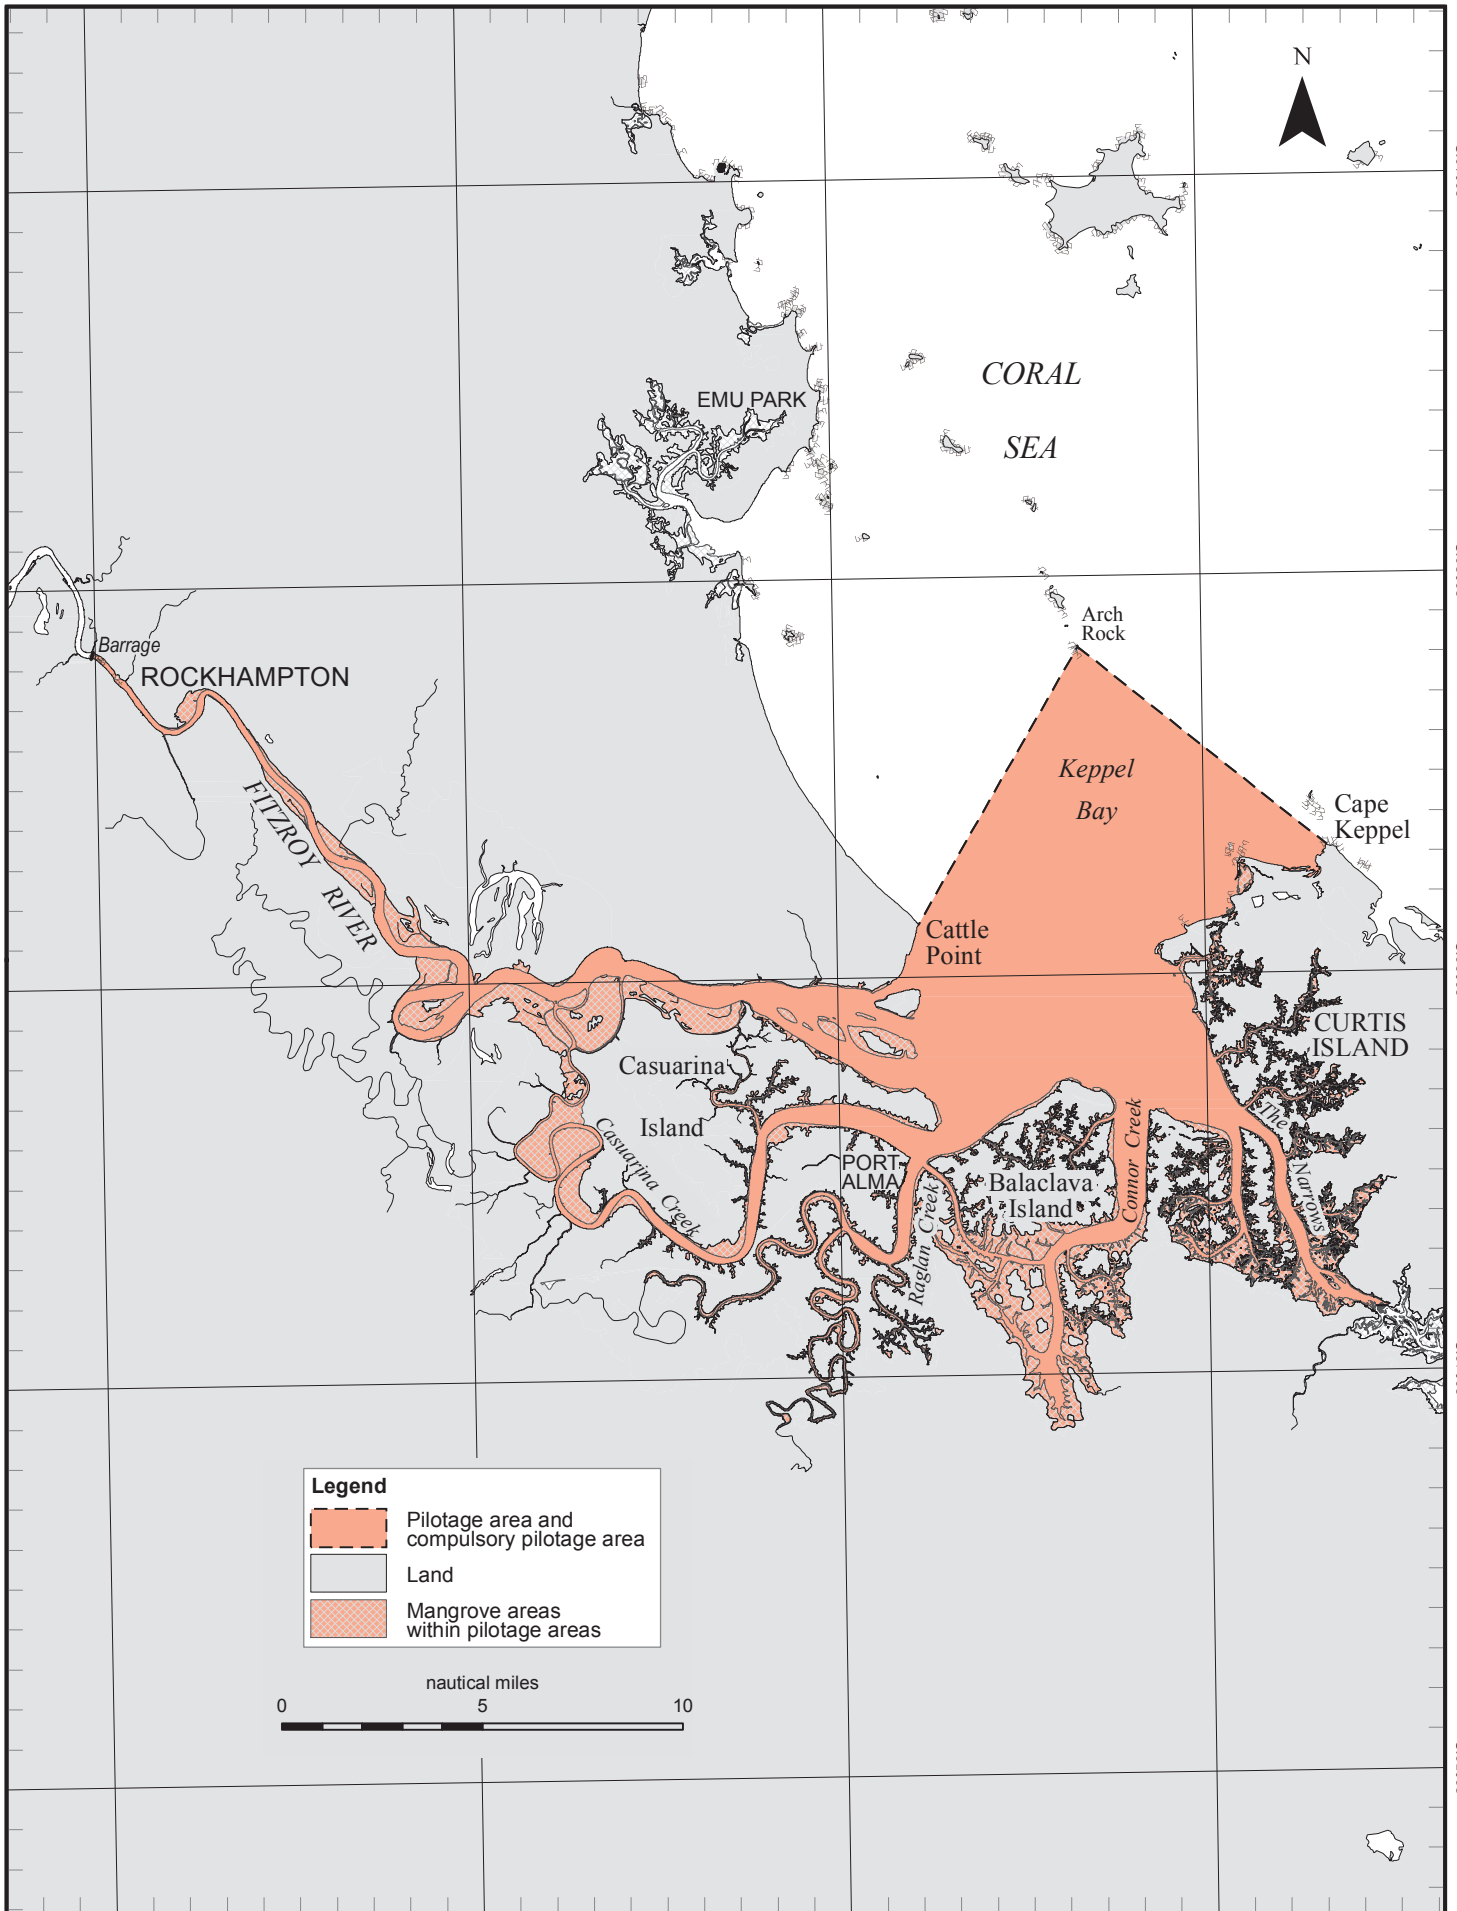 N
CORAL
SEA
EMU PARK
Arch
Rock
Barrage
ROCKHAMPTON
Keppel
Bay
Cape
Keppel
FITZROY
RIVER
Cattle
Point
CURTIS
ISLAND
Casuarina
Island
The
Narrows
Casuarina Creek
Connor Creek
PORT
ALMA
Raglan Creek
Balaclava
Island
Legend
Pilotage area and
compulsory pilotage area
Land
Mangrove areas
within pilotage areas
nautical miles
0 5 10